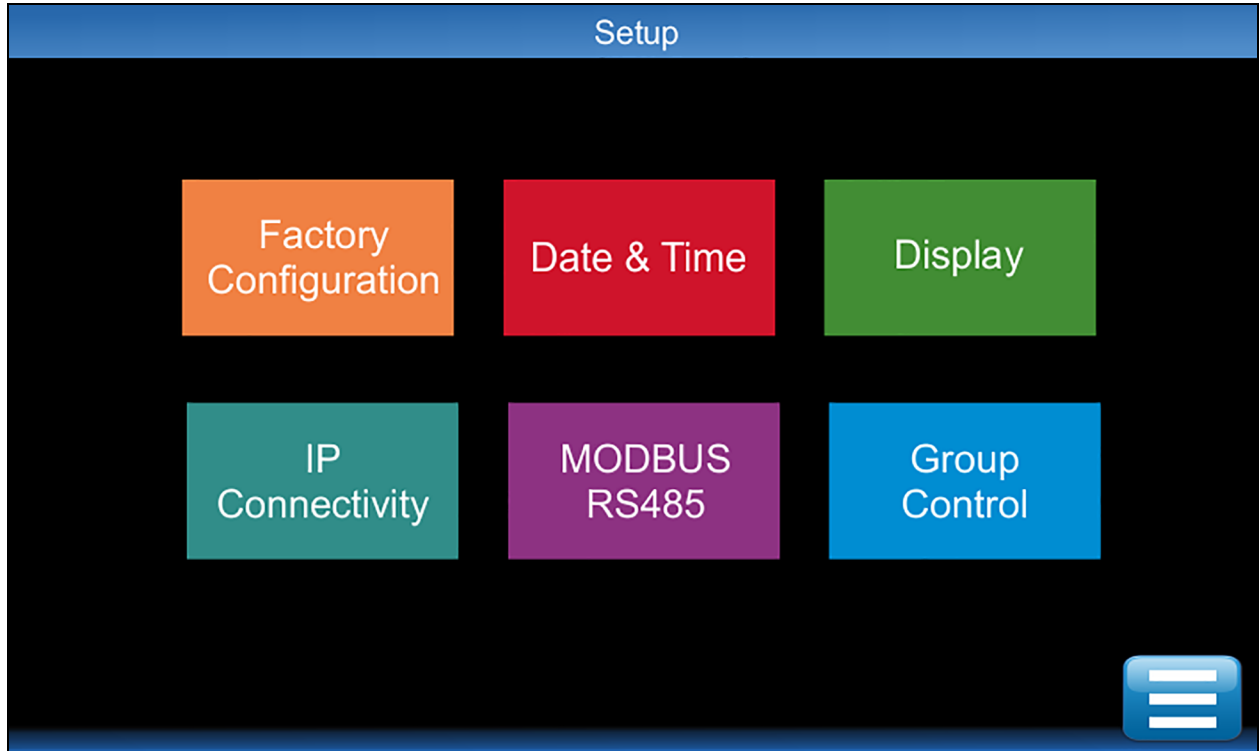 Setup
Factory
Configuration
Date & Time
Display
IP
Connectivity
MODBUS
RS485
Group
Control